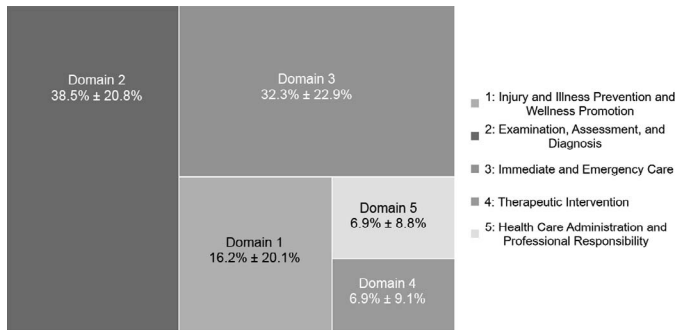 Domain 2
38.5% ± 20.8%
Domain 3
32.3% ± 22.9%
Domain 1
16.2% ± 20.1%
Domain 5
6.9% ± 8.8%
Domain 4
6.9% ± 9.1%
1: Injury and Illness Prevention and
Wellness Promotion
2: Examination, Assessment, and
Diagnosis
3: Immediate and Emergency Care
4: Therapeutic Intervention
5: Health Care Administration and
Professional Responsibility